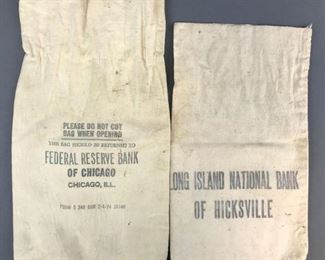 PLEASE DO NOT CUT
BAG WHEN OPENING
THIS BAG SHOULD BE RETURNED TO
FEDERAL RESERVE BANK
OF CHICAGO
CHICAGO, ILL.
LONG ISLAND NATIONAL BANK
OF HICKSVILLE